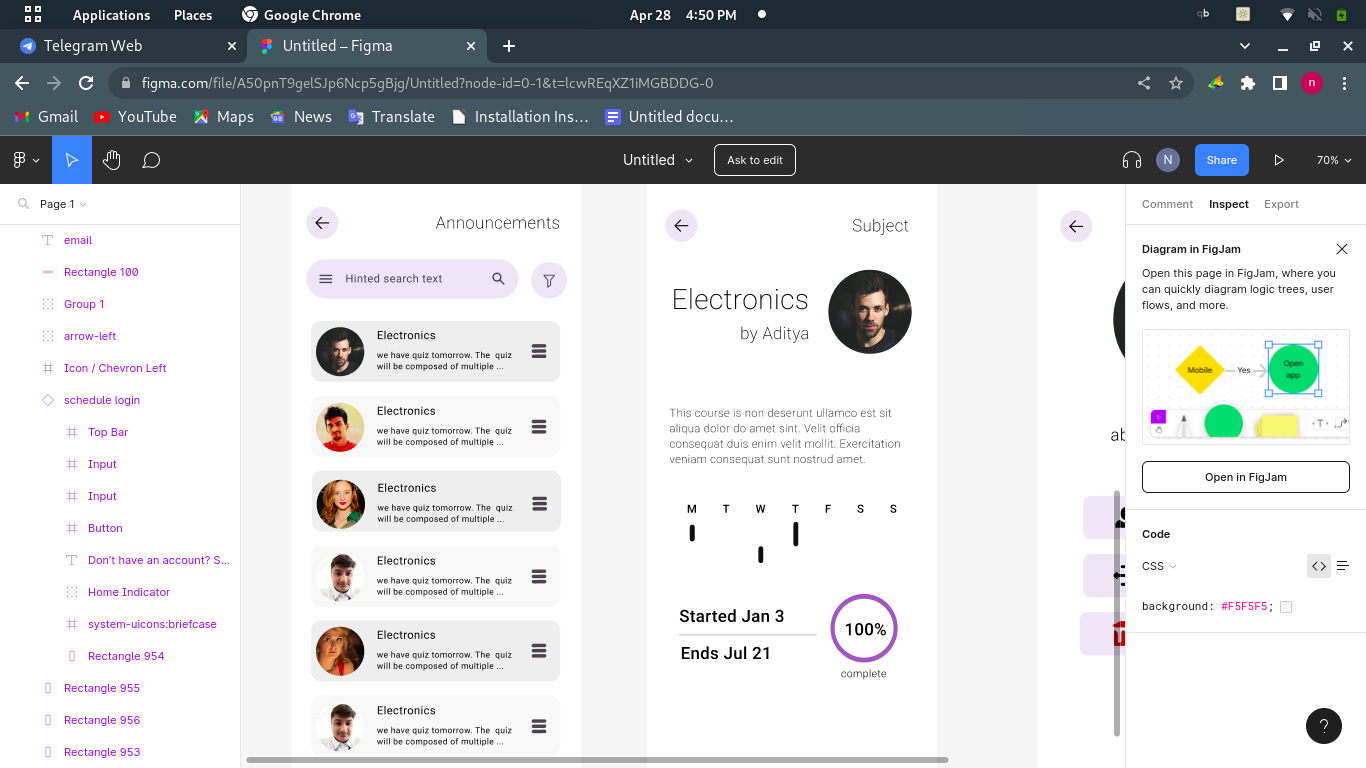 Applications Places Google Chrome Apr 28 4:50 PM qb
Telegram Web Untitled – Figma
figma.com/file/A50pnT9gelSJp6Ncp5gBjg/Untitled?node-id=0-1&t=lcwREqXZ1iMGBDDG-0 n
Gmail YouTube Maps News Translate Installation Ins... Untitled docu...
Untitled Ask to edit N Share 70%
Page 1
email
Rectangle 100
Group 1
arrow-left
Icon / Chevron Left
schedule login
Top Bar
Input
Input
Button
Don't have an account? S...
Home Indicator
system-uicons:briefcase
Rectangle 954
Rectangle 955
Rectangle 956
Rectangle 953
Announcements
Hinted search text
Electronics
we have quiz tomorrow. The quiz
will be composed of multiple ...
Electronics
we have quiz tomorrow. The quiz
will be composed of multiple ...
Electronics
we have quiz tomorrow. The quiz
will be composed of multiple ...
Electronics
we have quiz tomorrow. The quiz
will be composed of multiple ...
Electronics
we have quiz tomorrow. The quiz
will be composed of multiple ...
Electronics
we have quiz tomorrow. The quiz
will be composed of multiple ...
Subject
Electronics
by Aditya
This course is non deserunt ullamco est sit
aliqua dolor do amet sint. Velit officia
consequat duis enim velit mollit. Exercitation
veniam consequat sunt nostrud amet.
M T W T F S S
Started Jan 3
Ends Jul 21
100%
complete
ab
Comment Inspect Export
Diagram in FigJam
Open this page in FigJam, where you
can quickly diagram logic trees, user
flows, and more.
Mobile Yes Open
app
T
Open in FigJam
Code
CSS
background: #F5F5F5;
?